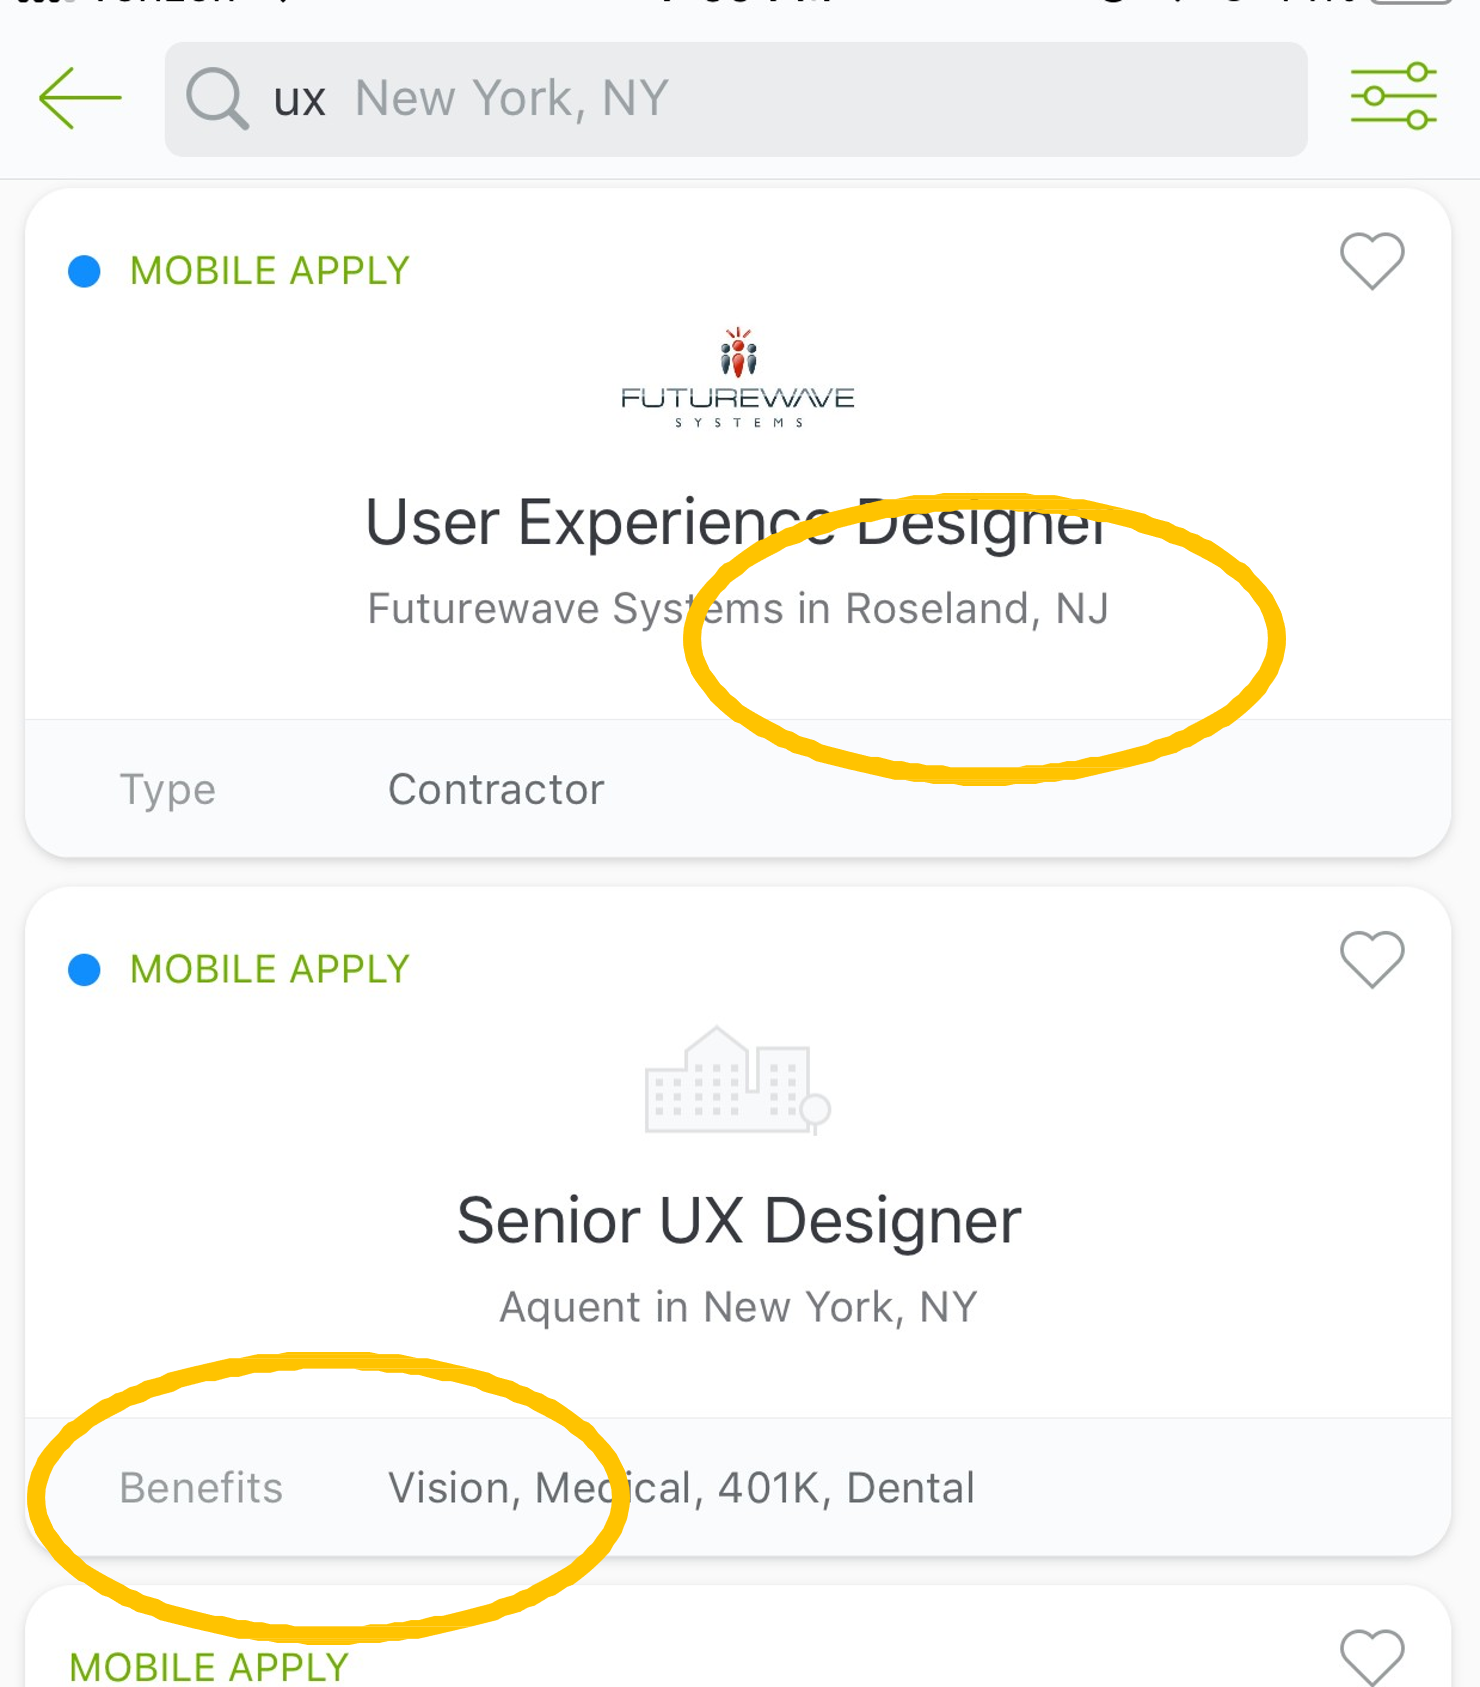 ux New York, NY
MOBILE APPLY
FUTUREWAVE
SYSTEMS
User Experience Designer
Futurewave Systems in Roseland, NJ
Type Contractor
MOBILE APPLY
Senior UX Designer
Aquent in New York, NY
Benefits Vision, Medical, 401K, Dental
MOBILE APPLY